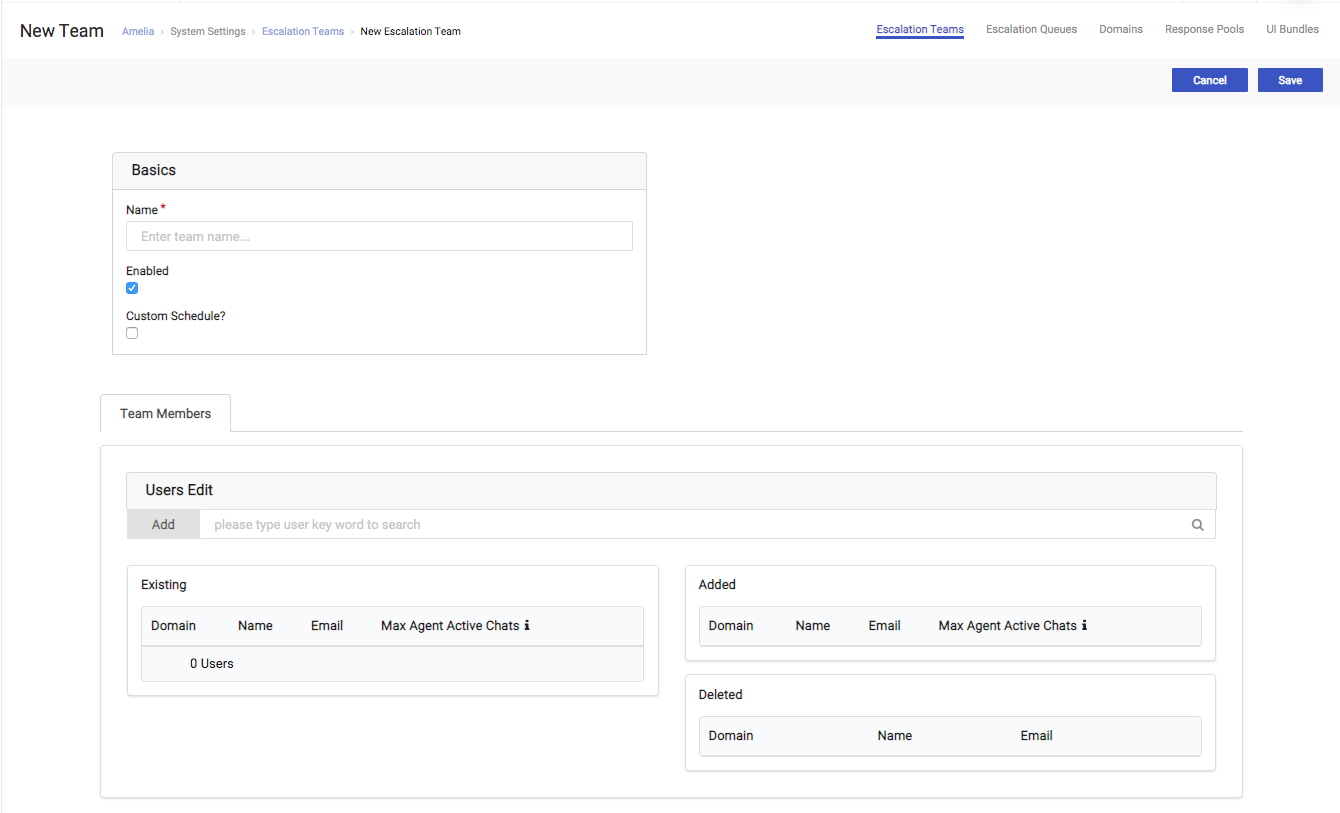 New Team Amelia › System Settings › Escalation Teams › New Escalation Team Escalation Teams Escalation Queues Domains Response Pools UI Bundles
Cancel Save
Basics
Name *
Enter team name...
Enabled
Custom Schedule?
Team Members
Users Edit
Add please type user key word to search
Existing
Domain Name Email Max Agent Active Chats i
0 Users
Added
Domain Name Email Max Agent Active Chats i
Deleted
Domain Name Email